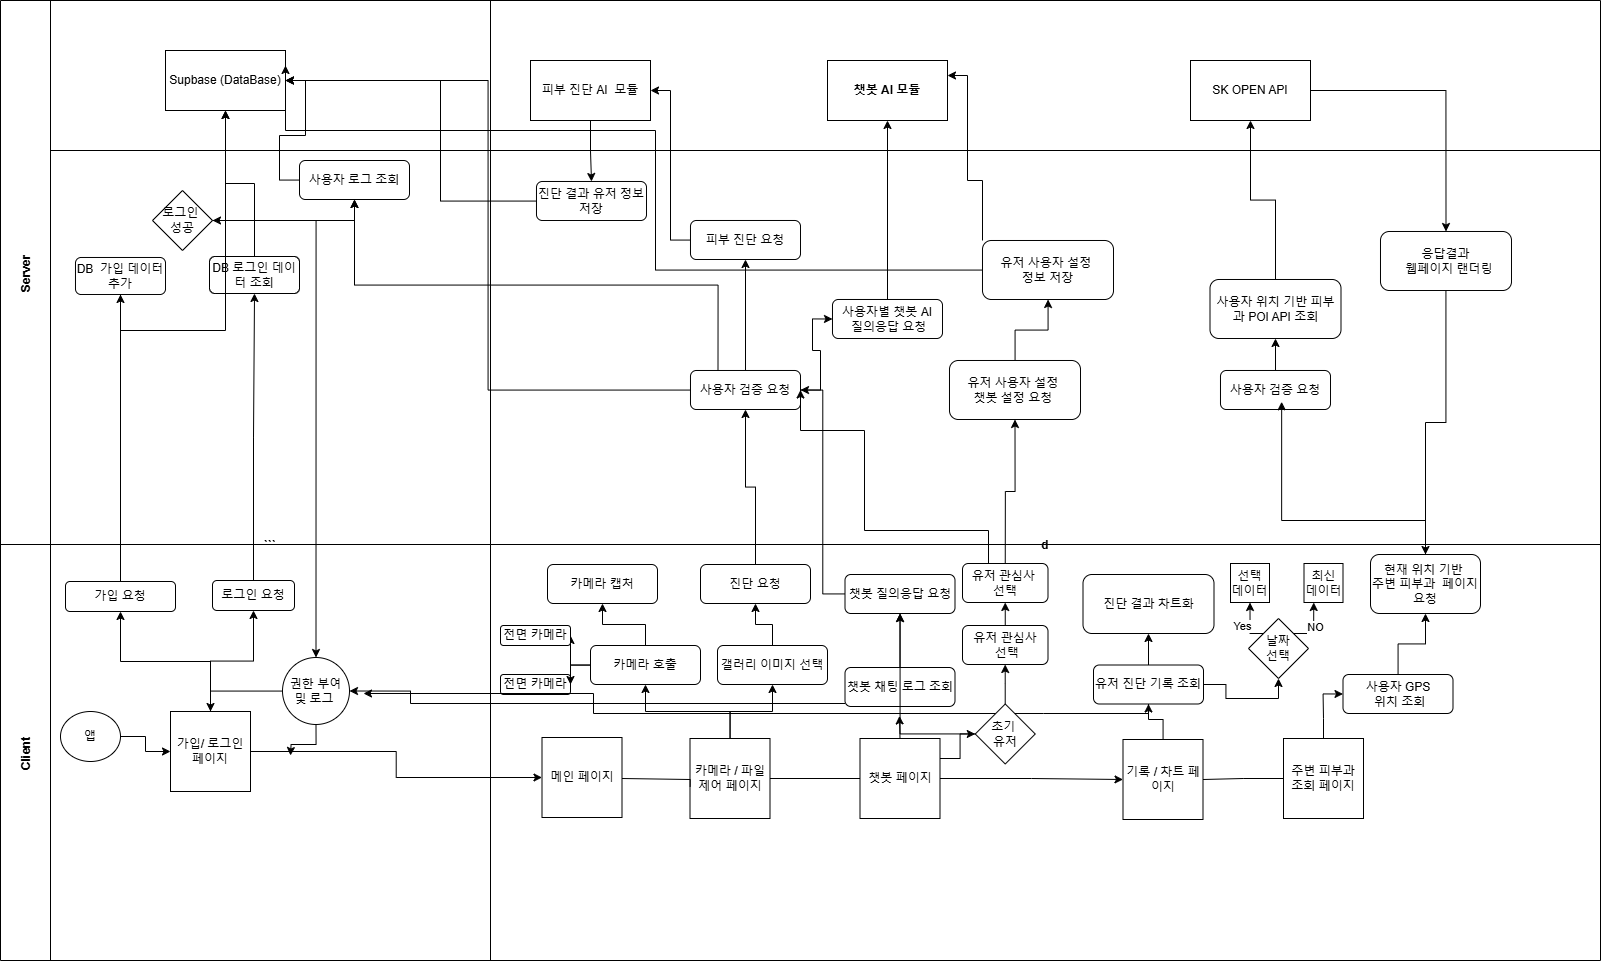 Supbase (DataBase)
피부 진단 AI 모듈
챗봇 AI 모듈
SK OPEN API
Server
사용자 로그 조회
진단 결과 유저 정보
저장
로그인
성공
피부 진단 요청
DB 가입 데이터
추가
DB 로그인 데이
터 조회
유저 사용자 설정
정보 저장
응답결과
웹페이지 랜더링
사용자별 챗봇 AI
질의응답 요청
사용자 위치 기반 피부
과 POI API 조회
사용자 검증 요청
유저 사용자 설정
챗봇 설정 요청
사용자 검증 요청
```
d
Client
가입 요청
로그인 요청
카메라 캡처
진단 요청
챗봇 질의응답 요청
유저 관심사
선택
진단 결과 차트화
선택
데이터
최신
데이터
현재 위치 기반
주변 피부과 페이지
요청
Yes
NO
전면 카메라
전면 카메라
카메라 호출
갤러리 이미지 선택
유저 관심사
선택
날짜
선택
권한 부여
및 로그
챗봇 채팅 로그 조회
유저 진단 기록 조회
사용자 GPS
위치 조회
앱
가입/ 로그인
페이지
초기
유저
메인 페이지
카메라 / 파일
제어 페이지
챗봇 페이지
기록 / 차트 페
이지
주변 피부과
조회 페이지